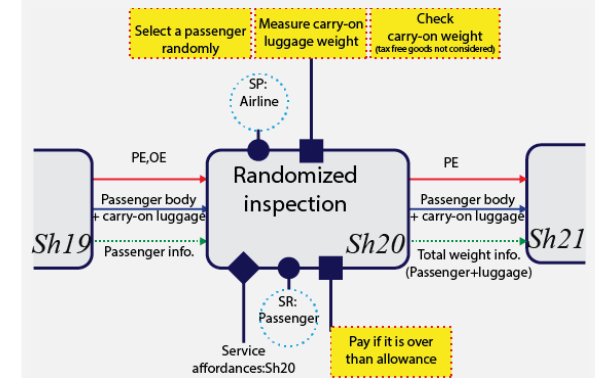 Select a passenger
randomly
Measure carry-on
luggage weight
Check
carry-on weight
(tax free goods not considered)
SP:
Airline
PE,OE
Passenger body
+ carry-on luggage
Passenger info.
Sh19
Randomized
inspection
Sh20
PE
Passenger body
+ carry-on luggage
Total weight info.
(Passenger+luggage)
Sh21
SR:
Passenger
Service
affordances:Sh20
Pay if it is over
than allowance